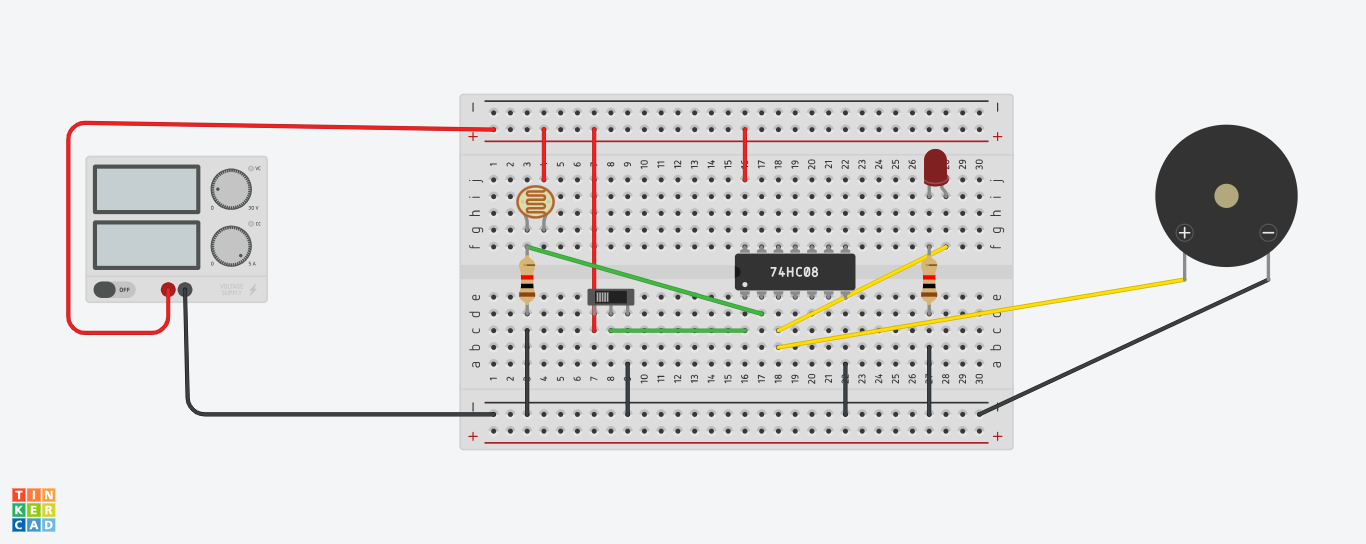 − −
+ +
1 2 3 4 5 6 7 8 9 10 11 12 13 14 15 16 17 18 19 20 21 22 23 24 25 26 28 29 30
j j
i i
h h
g g
f f
74HC08
e e
d d
c c
b b
a a
1 2 3 4 5 6 7 8 9 10 11 12 13 14 15 16 17 18 19 20 21 22 23 24 25 26 27 28 29 30
− −
+ +
VC
0 30 V
CC
0 5 A
OFF
VOLTAGE
SUPPLY
+ −
TIN
KER
CAD